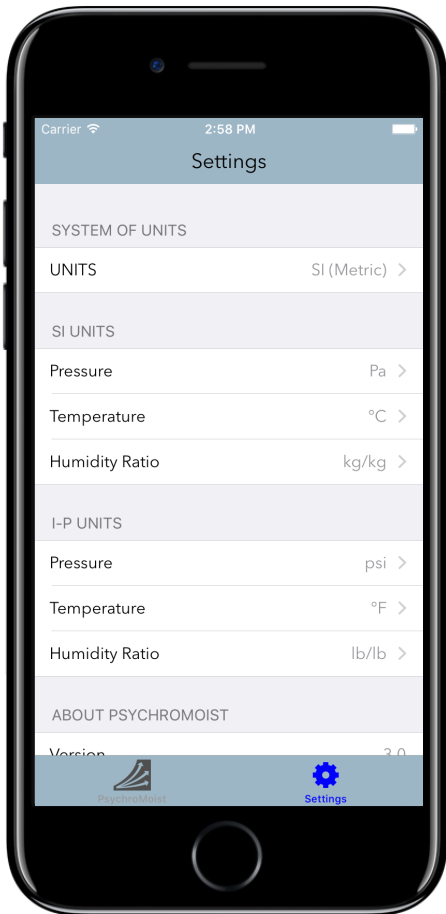 Carrier 2:58 PM
Settings
SYSTEM OF UNITS
UNITS SI (Metric)
SI UNITS
Pressure Pa
Temperature °C
Humidity Ratio kg/kg
I-P UNITS
Pressure psi
Temperature °F
Humidity Ratio lb/lb
ABOUT PSYCHROMOIST
Version 3.0
PsychroMoist Settings